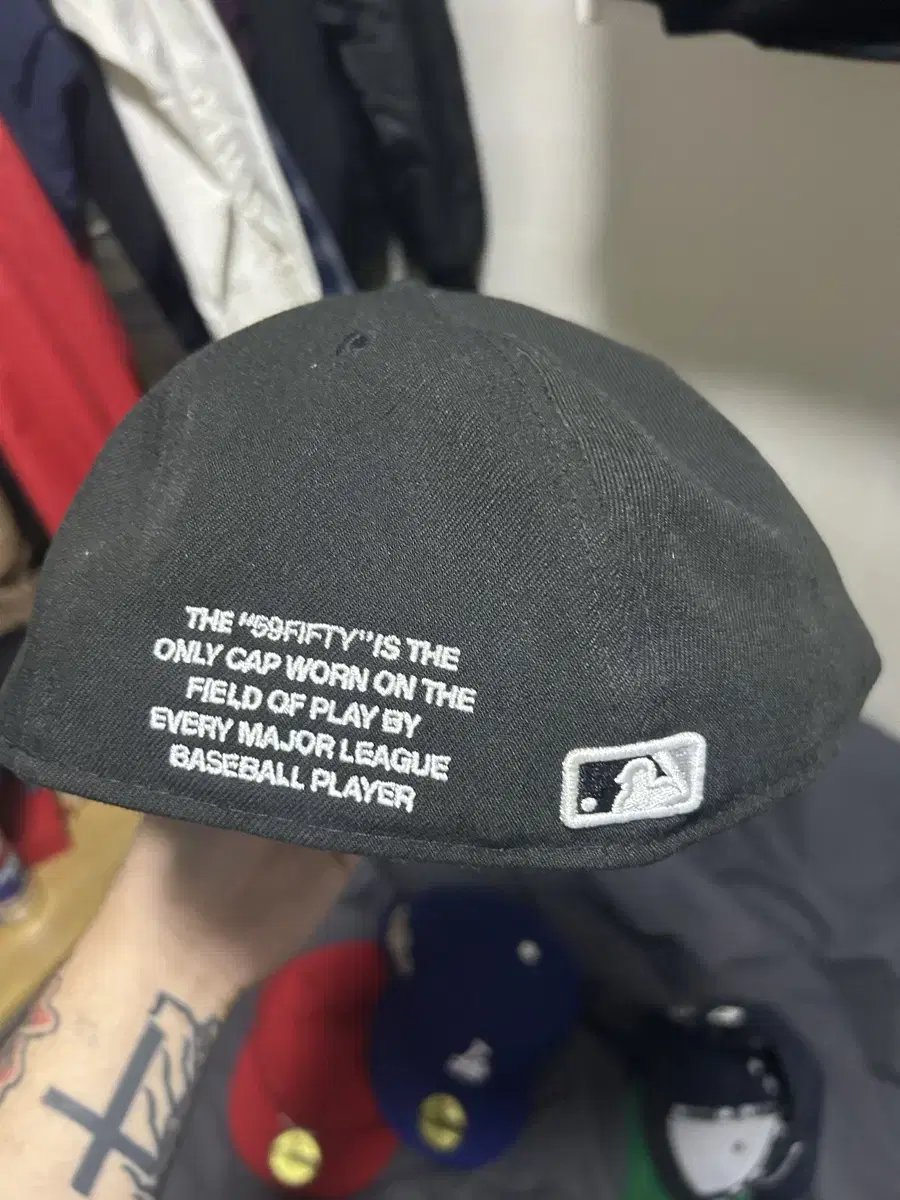 THE "59FIFTY" IS THE
ONLY CAP WORN ON THE
FIELD OF PLAY BY
EVERY MAJOR LEAGUE
BASEBALL PLAYER